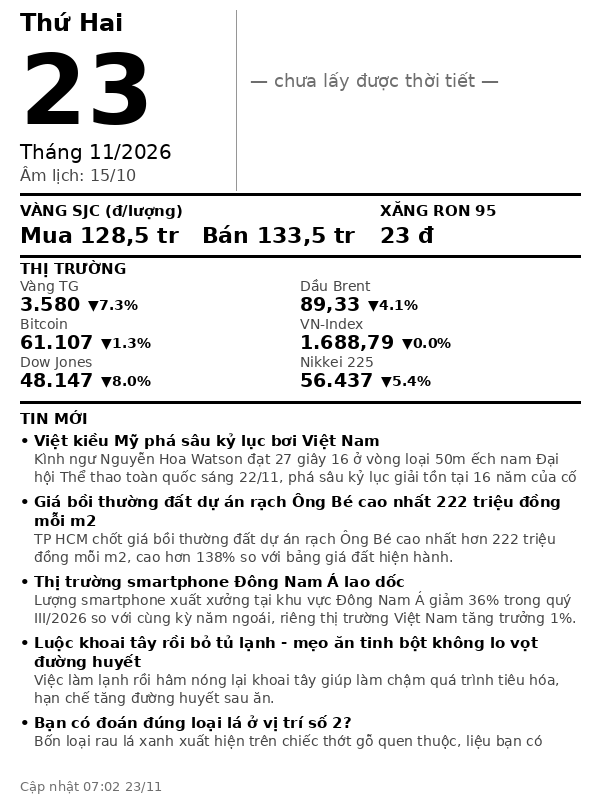 Thứ Hai
23
Tháng 11/2026
Âm lịch: 15/10
— chưa lấy được thời tiết —
VÀNG SJC (đ/lượng)
Mua 128,5 tr Bán 133,5 tr
XĂNG RON 95
23 đ
THỊ TRƯỜNG
Vàng TG
3.580 ▼7.3%
Dầu Brent
89,33 ▼4.1%
Bitcoin
61.107 ▼1.3%
VN-Index
1.688,79 ▼0.0%
Dow Jones
48.147 ▼8.0%
Nikkei 225
56.437 ▼5.4%
TIN MỚI
• Việt kiều Mỹ phá sâu kỷ lục bơi Việt Nam
Kình ngư Nguyễn Hoa Watson đạt 27 giây 16 ở vòng loại 50m ếch nam Đại
hội Thể thao toàn quốc sáng 22/11, phá sâu kỷ lục giải tồn tại 16 năm của cố
• Giá bồi thường đất dự án rạch Ông Bé cao nhất 222 triệu đồng
mỗi m2
TP HCM chốt giá bồi thường đất dự án rạch Ông Bé cao nhất hơn 222 triệu
đồng mỗi m2, cao hơn 138% so với bảng giá đất hiện hành.
• Thị trường smartphone Đông Nam Á lao dốc
Lượng smartphone xuất xưởng tại khu vực Đông Nam Á giảm 36% trong quý
III/2026 so với cùng kỳ năm ngoái, riêng thị trường Việt Nam tăng trưởng 1%.
• Luộc khoai tây rồi bỏ tủ lạnh - mẹo ăn tinh bột không lo vọt
đường huyết
Việc làm lạnh rồi hâm nóng lại khoai tây giúp làm chậm quá trình tiêu hóa,
hạn chế tăng đường huyết sau ăn.
• Bạn có đoán đúng loại lá ở vị trí số 2?
Bốn loại rau lá xanh xuất hiện trên chiếc thớt gỗ quen thuộc, liệu bạn có
Cập nhật 07:02 23/11